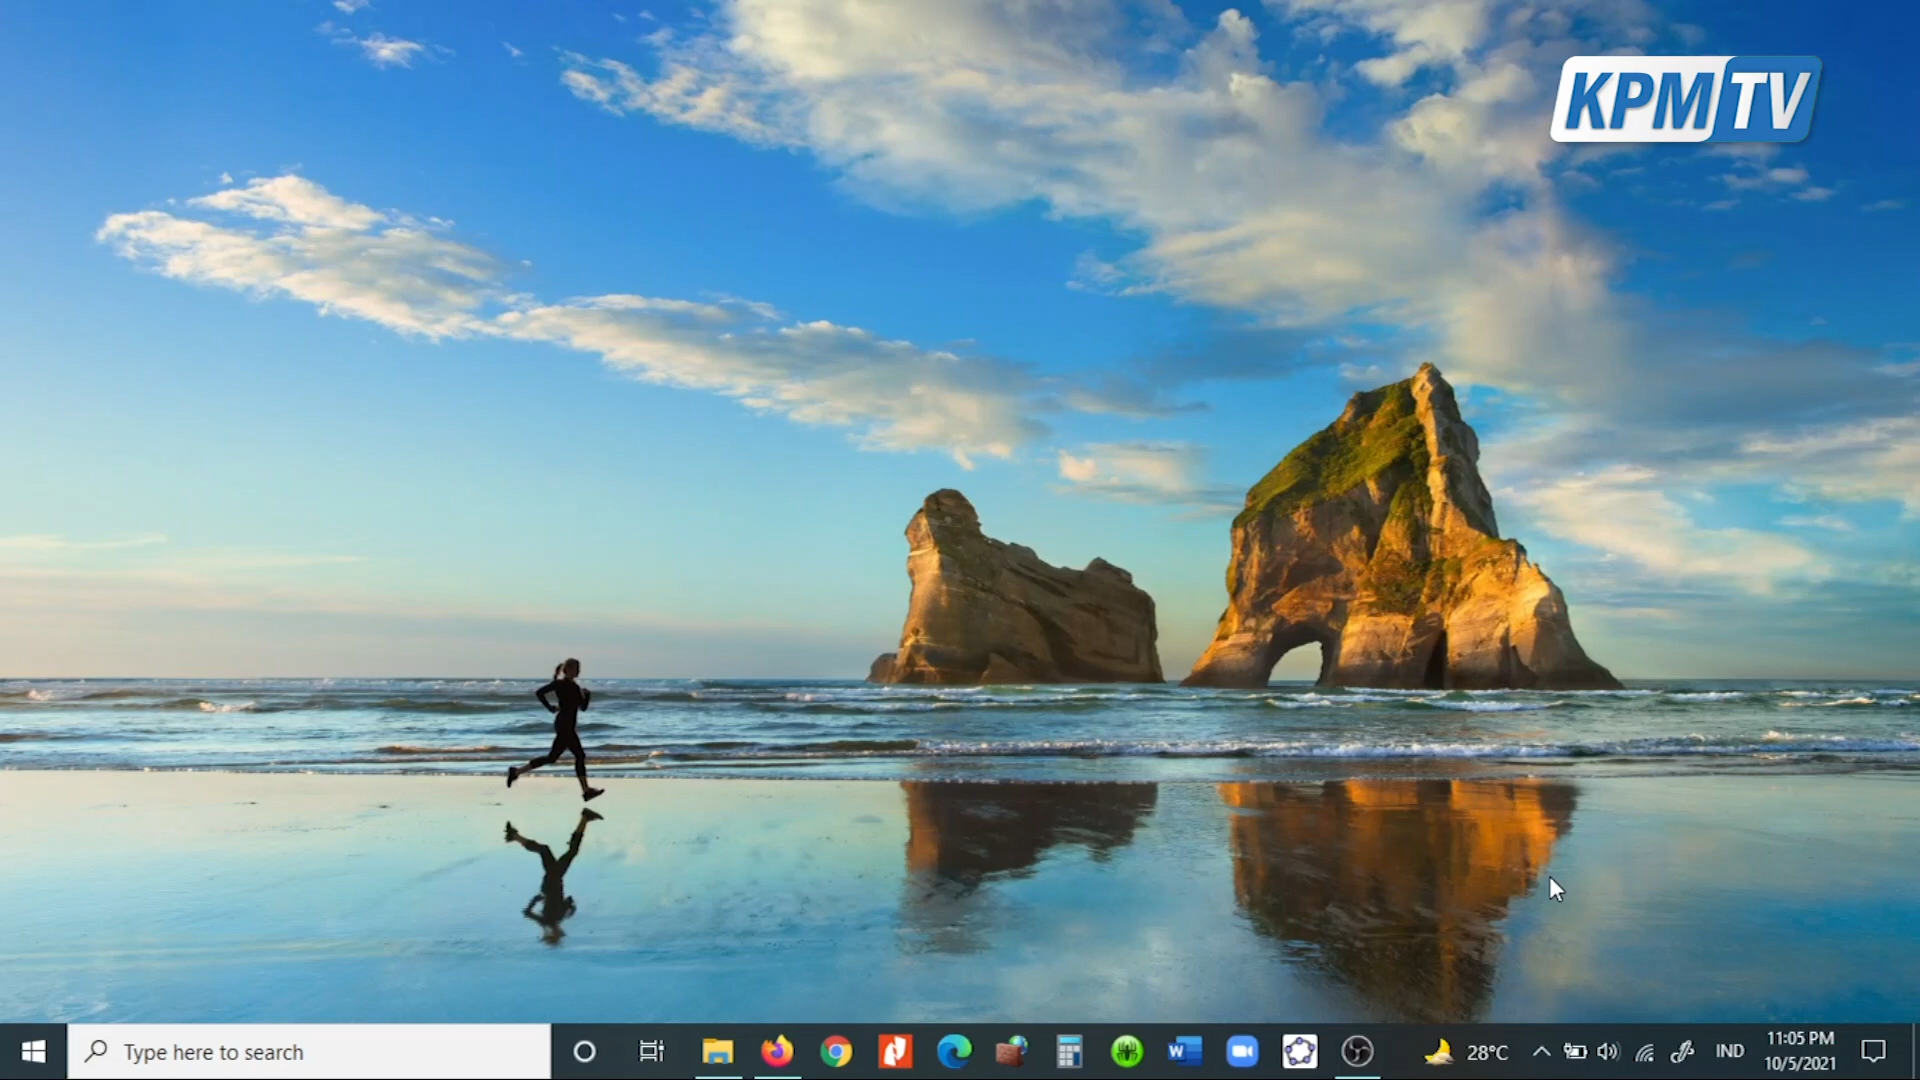 KPM TV
Type here to search
28°C
IND
11:05 PM
10/5/2021